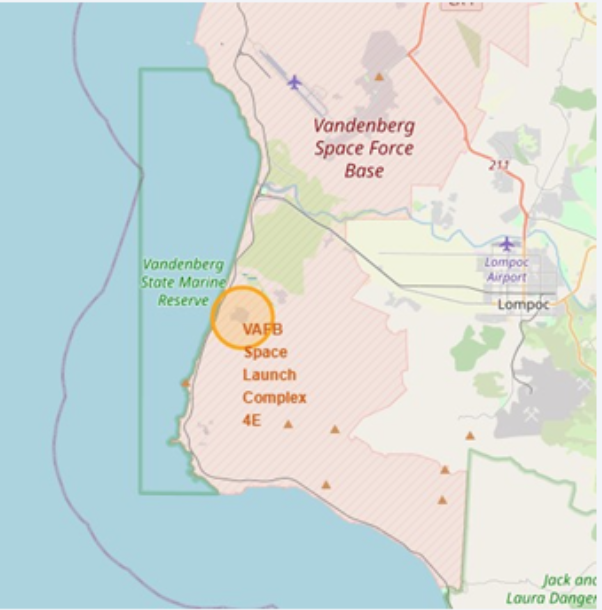 Vandenberg
Space Force
Base
211
Vandenberg
State Marine
Reserve
Lompoc
Airport
Lompoc
VAFB
Space
Launch
Complex
4E
Jack and
Laura Danger